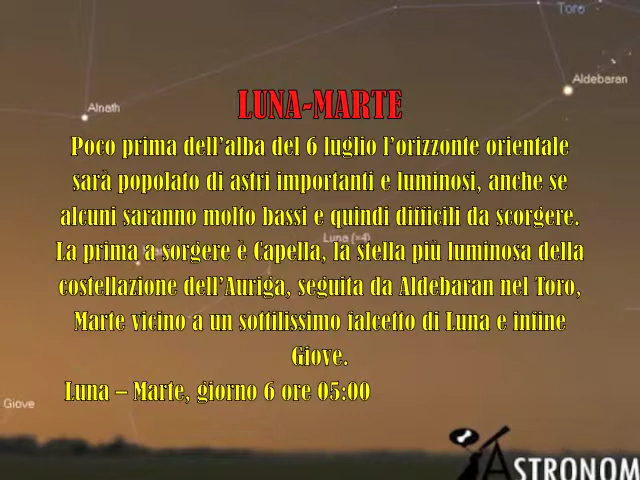 Toro
Aldebaran
Alnath
LUNA-MARTE
Poco prima dell'alba del 6 luglio l'orizzonte orientale
sarà popolato di astri importanti e luminosi, anche se
alcuni saranno molto bassi e quindi difficili da scorgere.
Luna (×4)
La prima a sorgere è Capella, la stella più luminosa della
costellazione dell'Auriga, seguita da Aldebaran nel Toro,
Marte vicino a un sottilissimo falcetto di Luna e infine
Giove.
Luna – Marte, giorno 6 ore 05:00
Giove
ASTRONOM